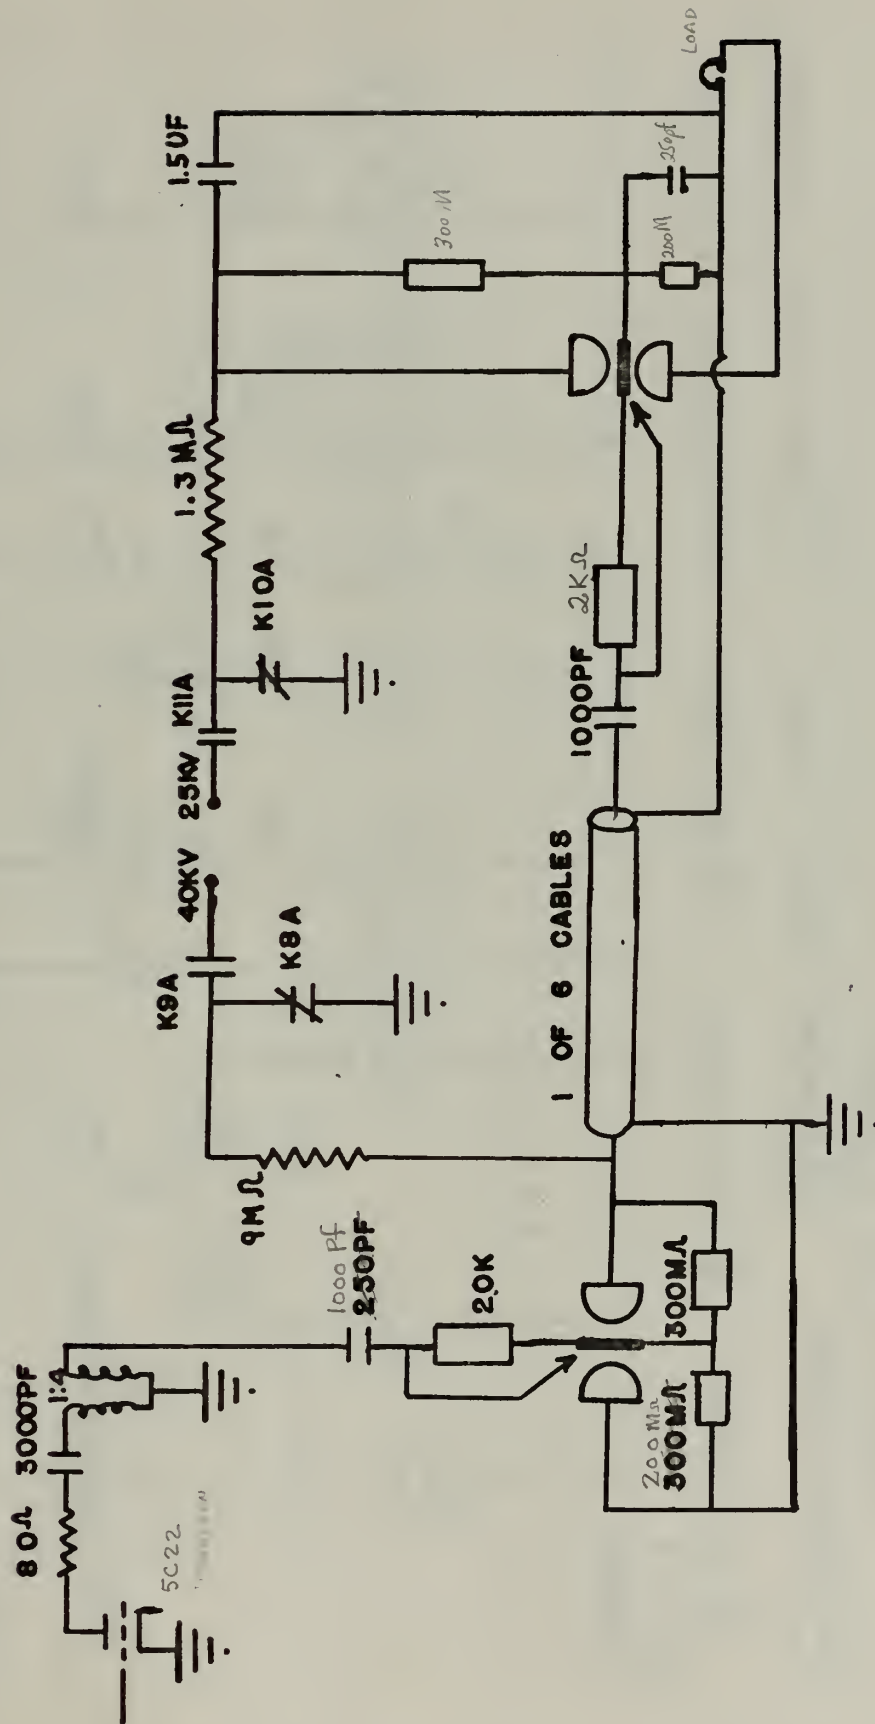 80Ω 3000PF
1:4
5C22
1000 Pf
250PF
20K
200MΩ
300MΩ
300MΩ
9MΩ
K9A
40KV
K8A
25KV
K11A
K10A
1.3MΩ
1.5UF
300M
200M
250pf
LOAD
1 OF 6 CABLES
1000PF
2KΩ